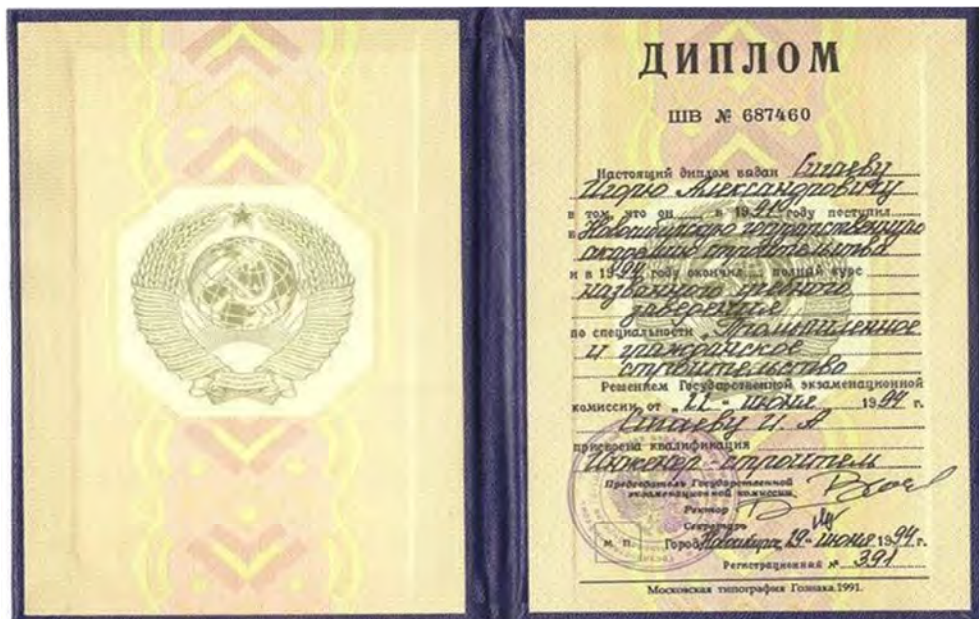 ДИПЛОМ
ШВ № 687460
Настоящий диплом выдан
Игорю Александровичу
в том, что он в 1991 году поступил
в Новосибирскую государственную
академию строительства
и в 1994 году окончил полный курс
названного учебного
заведения
по специальности „Промышленное
и гражданское
строительство
Решением Государственной экзаменационной
комиссии от „22“ июня 1994 г.
И. А
присвоена квалификация
Инженер-строитель
Председатель Государственной
экзаменационной комиссии
Ректор
Секретарь
М. П. Город Новосибирск, 29 июня 1994 г.
Регистрационный № 391
Московская типография Гознака.1991.